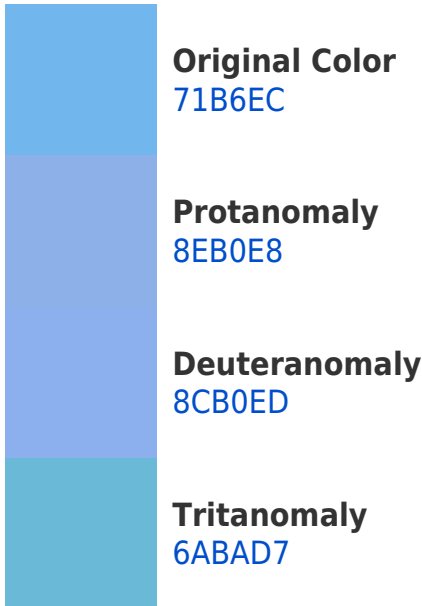 Original Color
71B6EC
Protanomaly
8EB0E8
Deuteranomaly
8CB0ED
Tritanomaly
6ABAD7